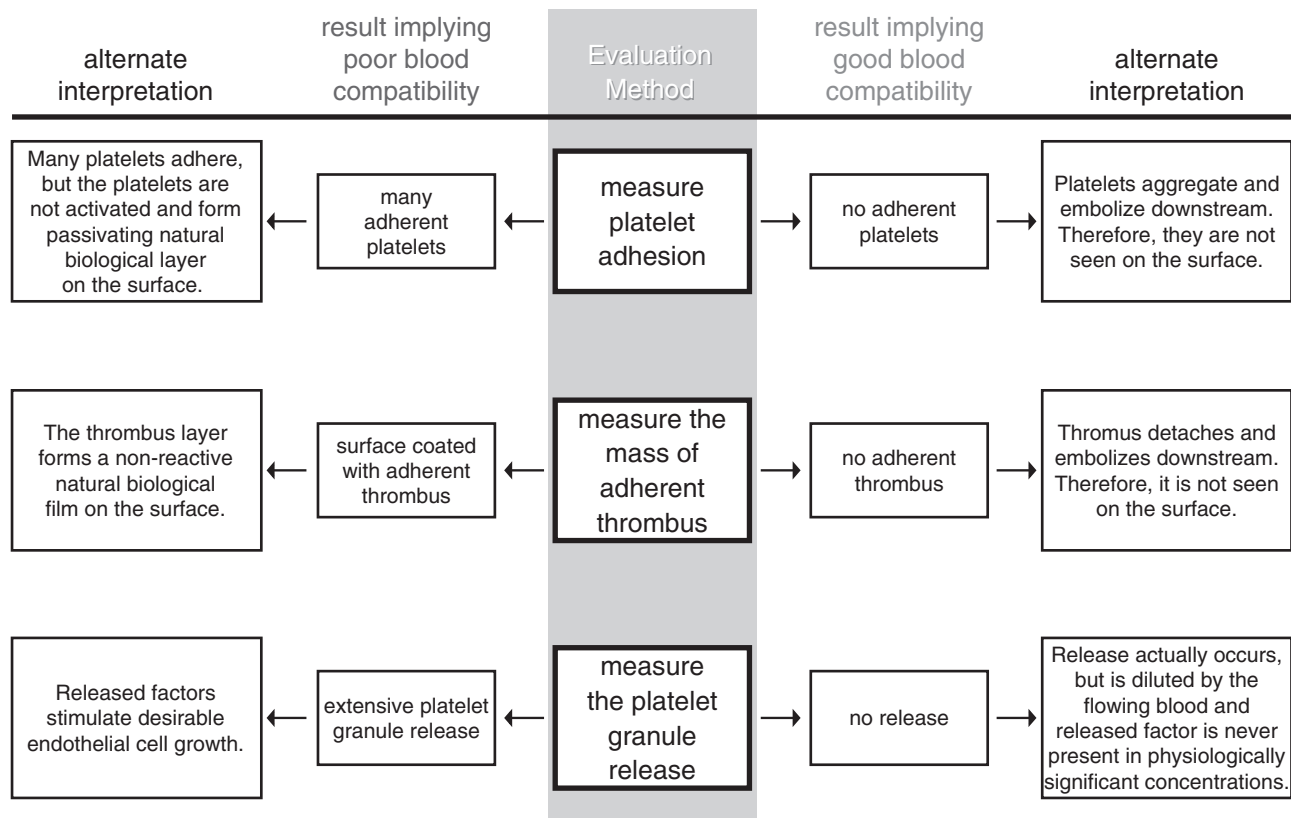 alternate
interpretation
result implying
poor blood
compatibility
Evaluation
Method
result implying
good blood
compatibility
alternate
interpretation
Many platelets adhere,
but the platelets are
not activated and form
passivating natural
biological layer
on the surface.
many
adherent
platelets
measure
platelet
adhesion
no adherent
platelets
Platelets aggregate and
embolize downstream.
Therefore, they are not
seen on the surface.
The thrombus layer
forms a non-reactive
natural biological
film on the surface.
surface coated
with adherent
thrombus
measure the
mass of
adherent
thrombus
no adherent
thrombus
Thromus detaches and
embolizes downstream.
Therefore, it is not seen
on the surface.
Released factors
stimulate desirable
endothelial cell growth.
extensive platelet
granule release
measure
the platelet
granule
release
no release
Release actually occurs,
but is diluted by the
flowing blood and
released factor is never
present in physiologically
significant concentrations.